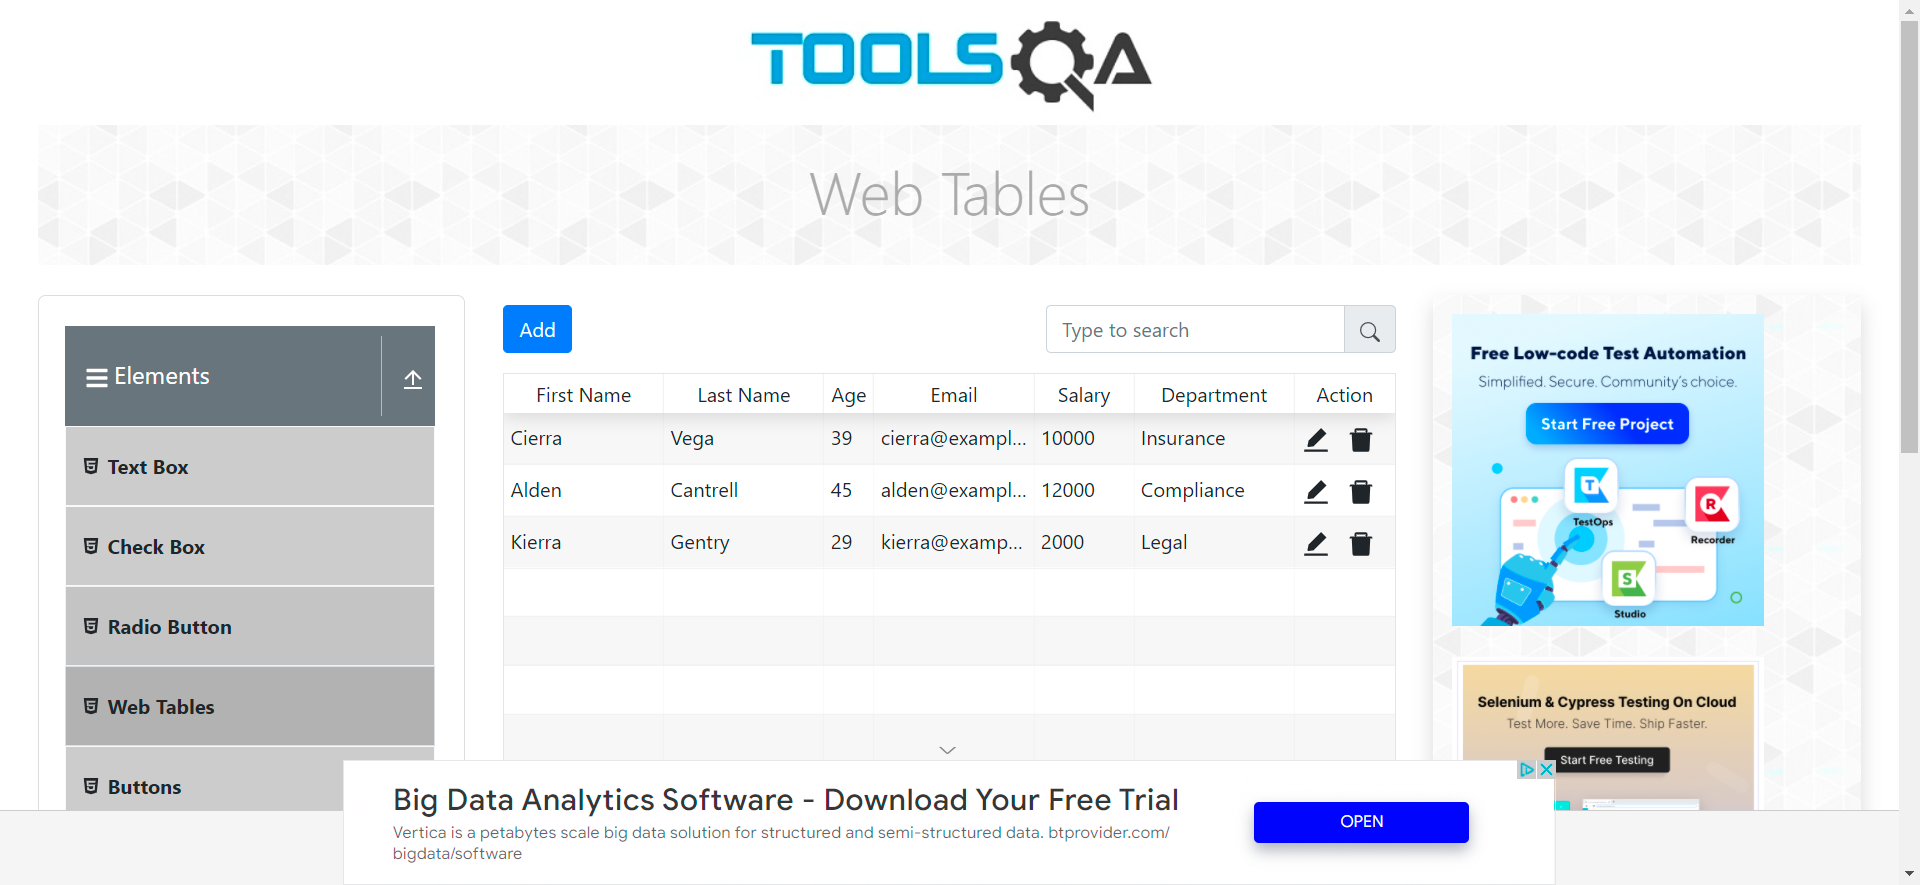 TOOLSQA
Web Tables
Elements
Text Box
Check Box
Radio Button
Web Tables
Buttons
Add
Type to search
First Name Last Name Age Email Salary Department Action
Cierra Vega 39 cierra@exampl... 10000 Insurance
Alden Cantrell 45 alden@exampl... 12000 Compliance
Kierra Gentry 29 kierra@examp... 2000 Legal
Free Low-code Test Automation
Simplified. Secure. Community's choice.
Start Free Project
T
TestOps
R
Recorder
S
Studio
Selenium & Cypress Testing On Cloud
Test More. Save Time. Ship Faster.
Start Free Testing
Big Data Analytics Software - Download Your Free Trial
Vertica is a petabytes scale big data solution for structured and semi-structured data. btprovider.com/
bigdata/software
OPEN